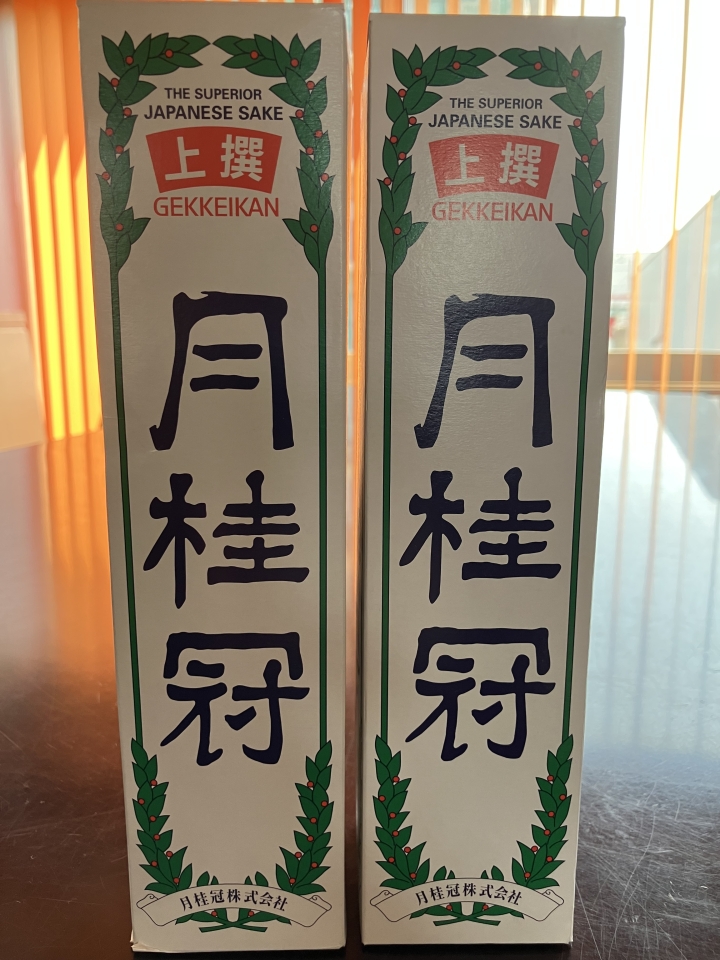 THE SUPERIOR
JAPANESE SAKE
上撰
GEKKEIKAN
月桂冠
月桂冠株式会社
THE SUPERIOR
JAPANESE SAKE
上撰
GEKKEIKAN
月桂冠
月桂冠株式会社